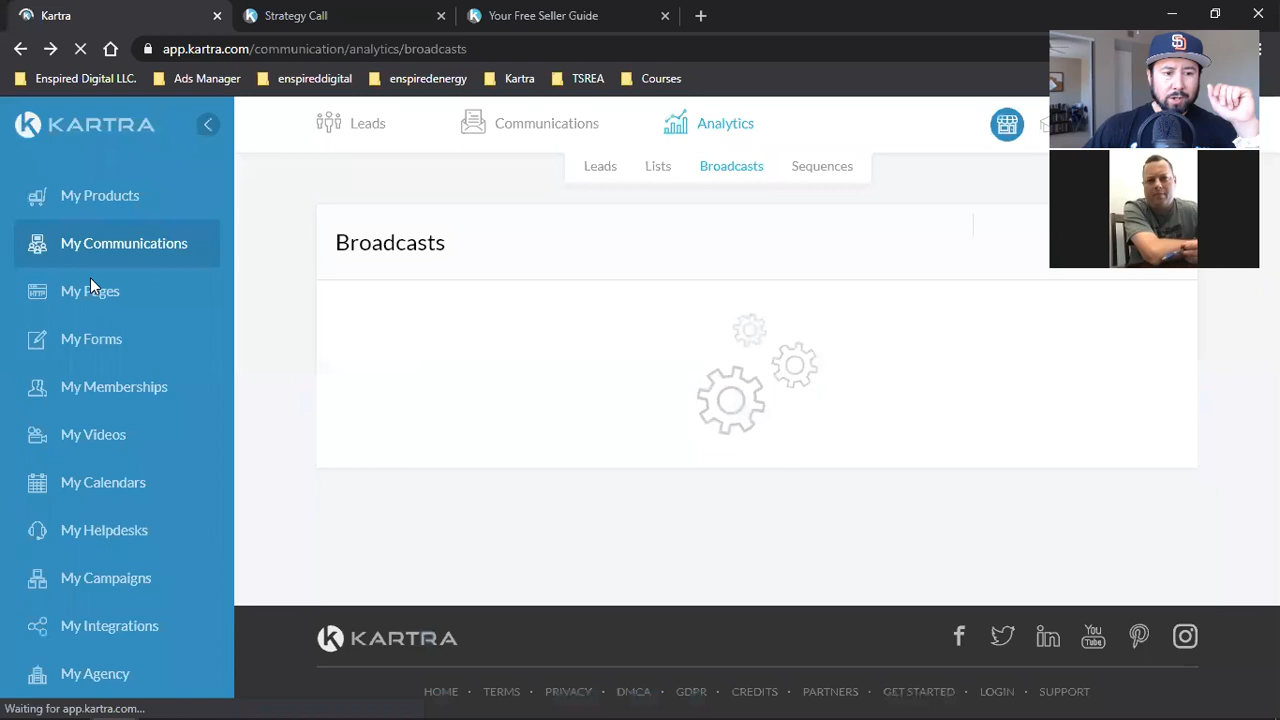 Kartra
Strategy Call
Your Free Seller Guide
app.kartra.com/communication/analytics/broadcasts
Enspired Digital LLC.
Ads Manager
enspireddigital
enspiredenergy
Kartra
TSREA
Courses
KARTRA
Leads
Communications
Analytics
Leads
Lists
Broadcasts
Sequences
My Products
My Communications
My Pages
My Forms
My Memberships
My Videos
My Calendars
My Helpdesks
My Campaigns
My Integrations
My Agency
Broadcasts
KARTRA
HOME · TERMS · PRIVACY · DMCA · GDPR · CREDITS · PARTNERS · GET STARTED · LOGIN · SUPPORT
Waiting for app.kartra.com...